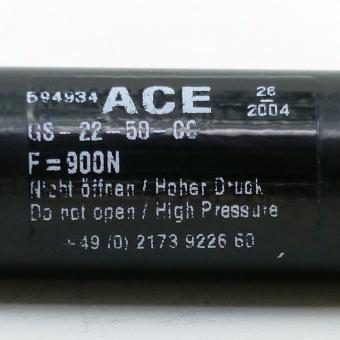 594934 ACE 26/2004
GS-22-50-CC
F=900N
Nicht öffnen / Hoher Druck
Do not open / High Pressure
+49 (0) 2173 9226 60